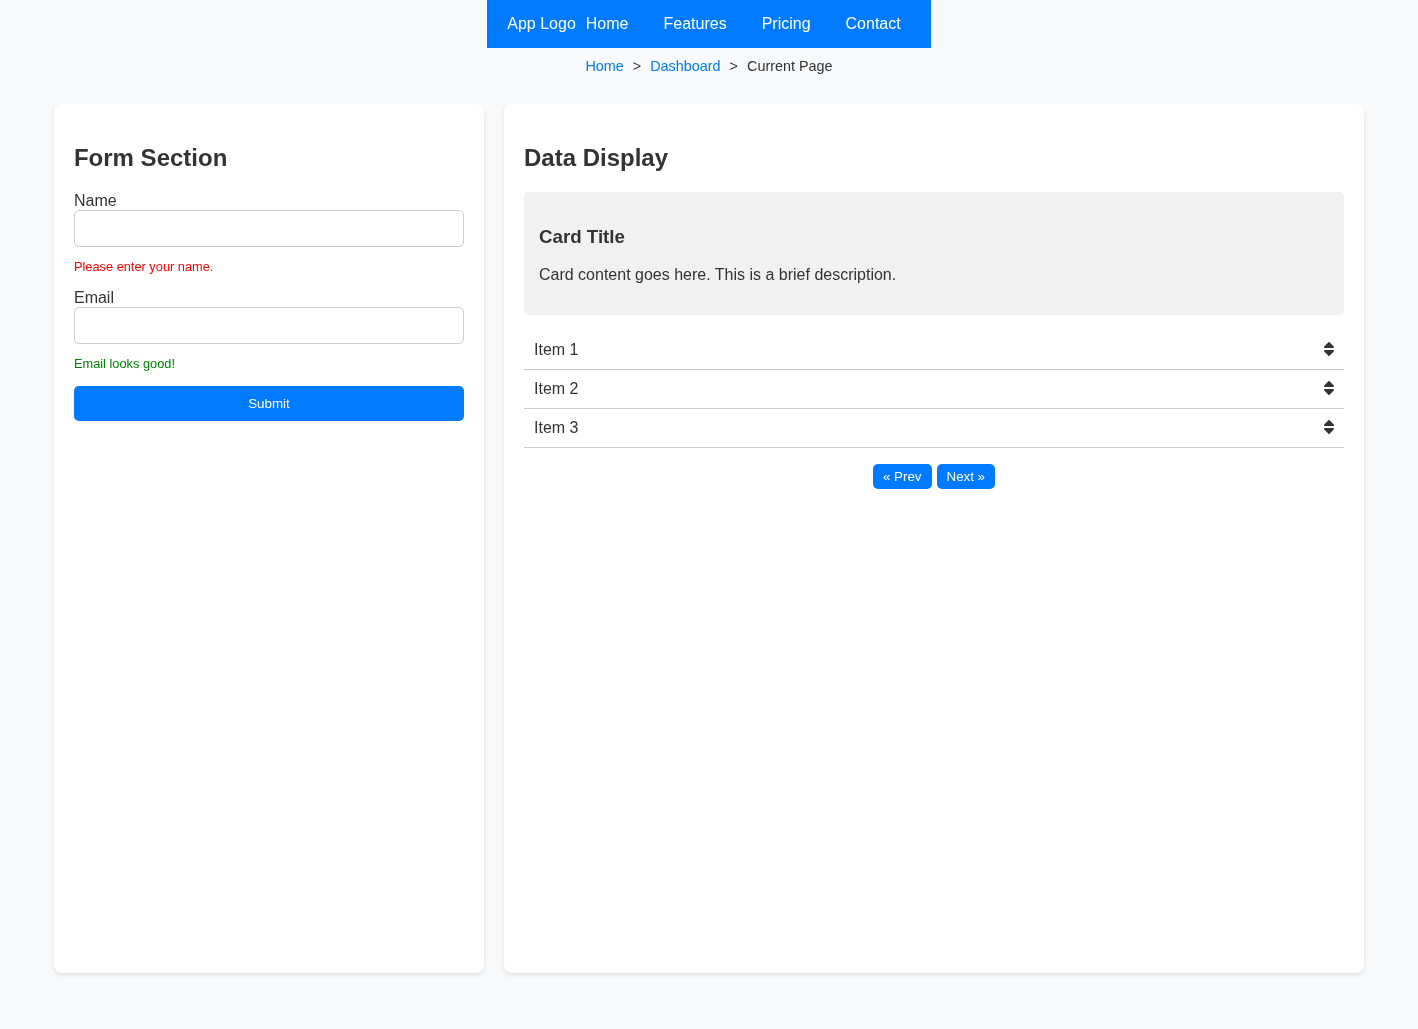 App Logo Home Features Pricing Contact
Home > Dashboard > Current Page
Form Section
Name
Please enter your name.
Email
Email looks good!
Submit
Data Display
Card Title
Card content goes here. This is a brief description.
Item 1
Item 2
Item 3
« Prev Next »